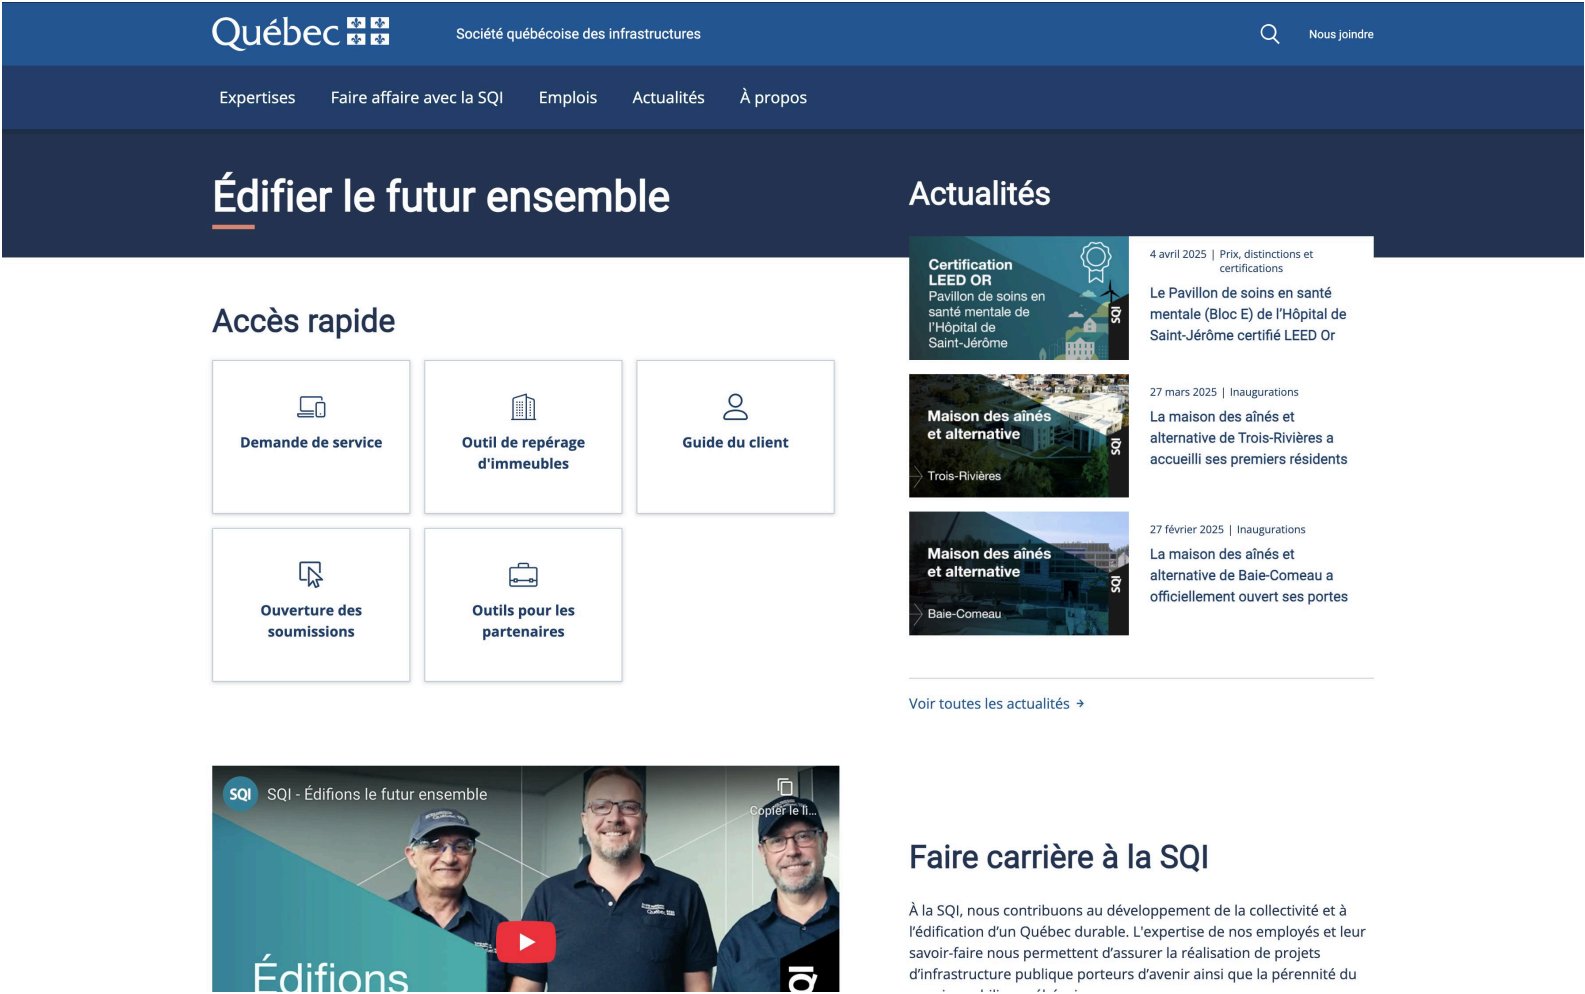 Québec
Société québécoise des infrastructures
Nous joindre
Expertises
Faire affaire avec la SQI
Emplois
Actualités
À propos
Édifier le futur ensemble
Accès rapide
Demande de service
Outil de repérage
d'immeubles
Guide du client
Ouverture des
soumissions
Outils pour les
partenaires
Actualités
Certification
LEED OR
Pavillon de soins en
santé mentale de
l'Hôpital de
Saint-Jérôme
SQI
4 avril 2025 | Prix, distinctions et
certifications
Le Pavillon de soins en santé
mentale (Bloc E) de l’Hôpital de
Saint-Jérôme certifié LEED Or
Maison des aînés
et alternative
Trois-Rivières
SQI
27 mars 2025 | Inaugurations
La maison des aînés et
alternative de Trois-Rivières a
accueilli ses premiers résidents
Maison des aînés
et alternative
Baie-Comeau
SQI
27 février 2025 | Inaugurations
La maison des aînés et
alternative de Baie-Comeau a
officiellement ouvert ses portes
Voir toutes les actualités
SQI
SQI - Édifions le futur ensemble
Copier le li...
Édifions
Faire carrière à la SQI
À la SQI, nous contribuons au développement de la collectivité et à
l’édification d’un Québec durable. L'expertise de nos employés et leur
savoir-faire nous permettent d’assurer la réalisation de projets
d’infrastructure publique porteurs d’avenir ainsi que la pérennité du